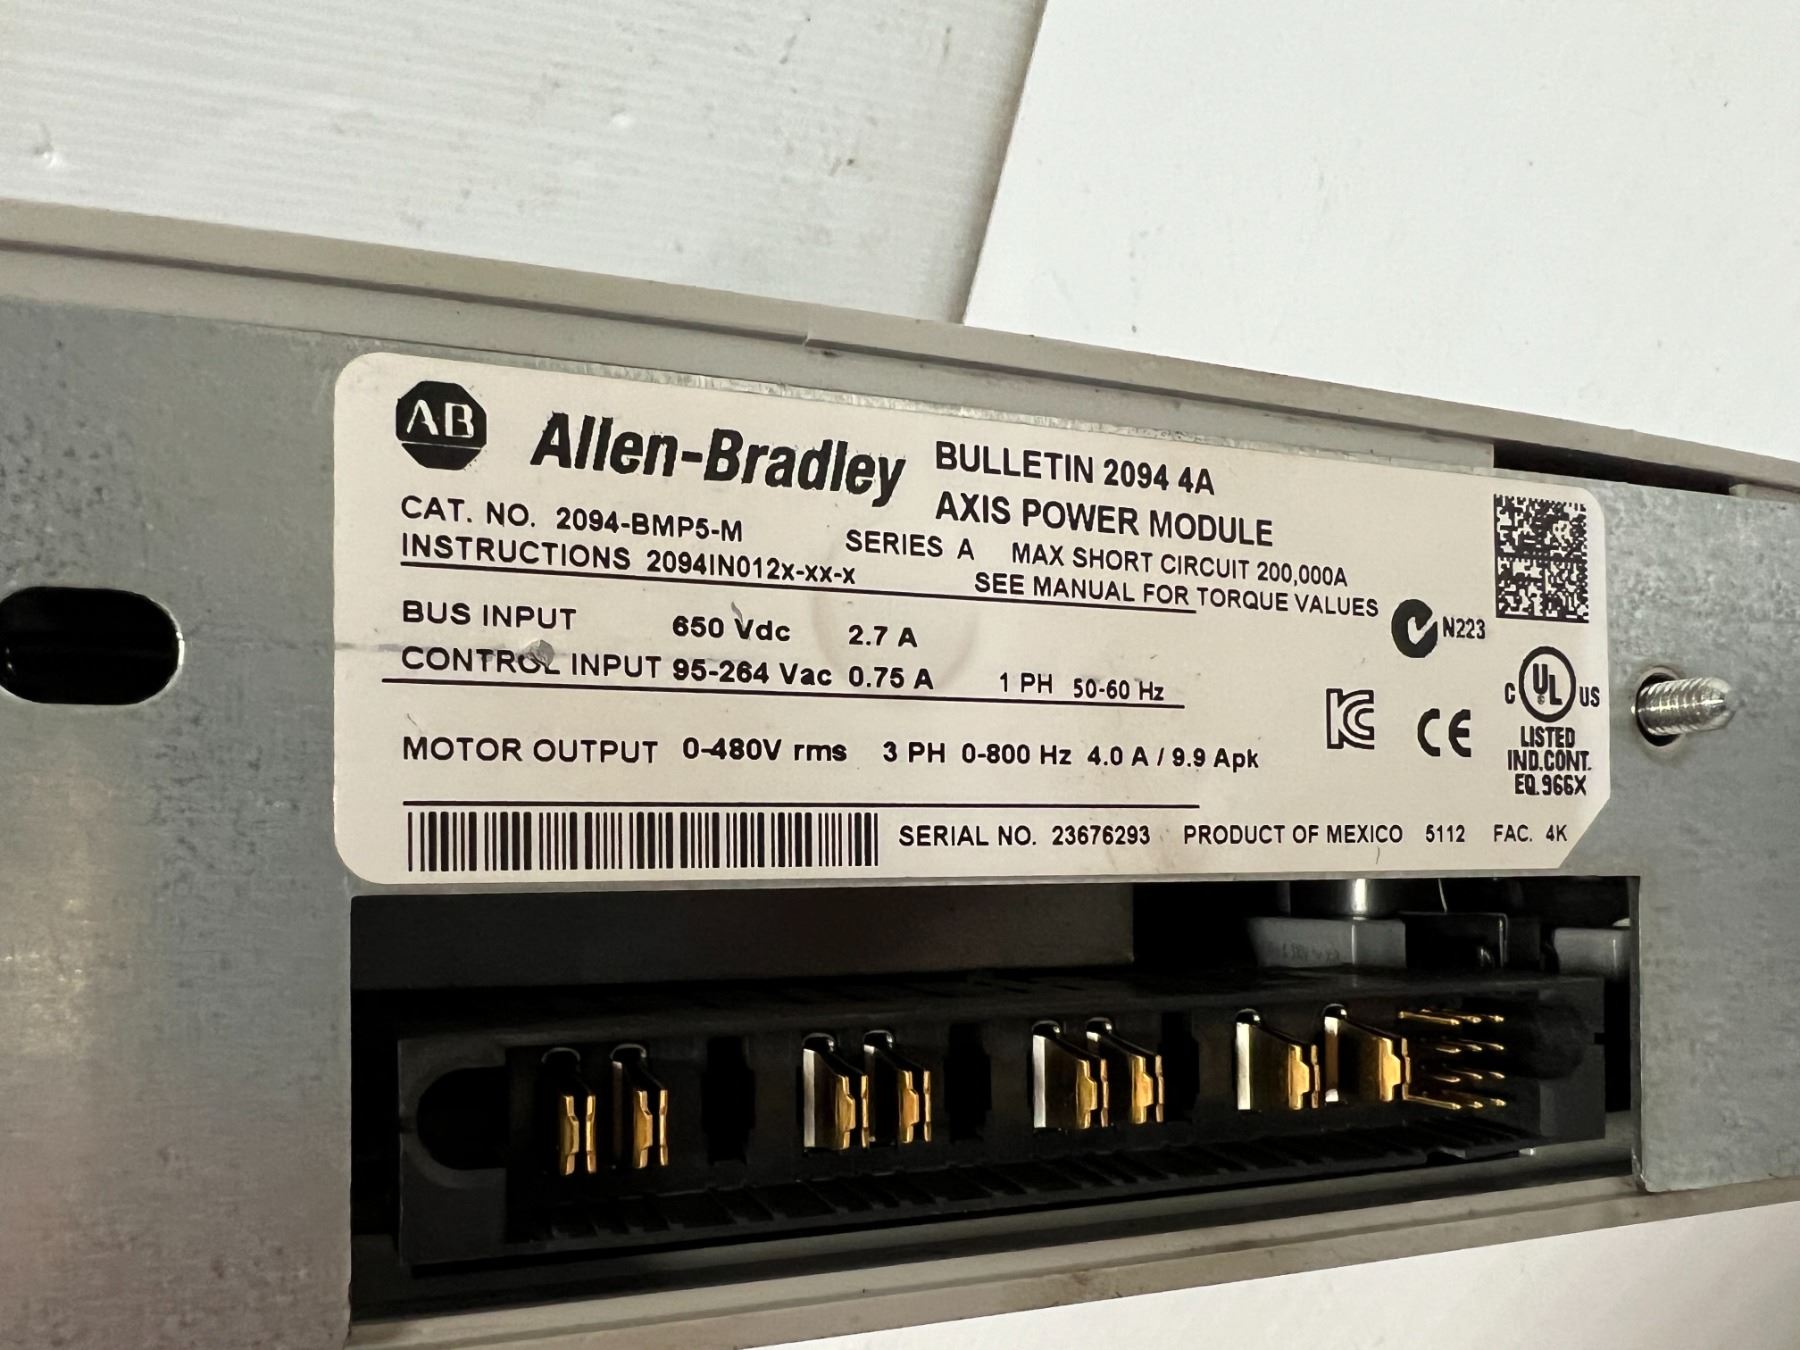 AB Allen-Bradley
BULLETIN 2094 4A
AXIS POWER MODULE
CAT. NO. 2094-BMP5-M
SERIES A MAX SHORT CIRCUIT 200,000A
INSTRUCTIONS 2094IN012x-xx-x
SEE MANUAL FOR TORQUE VALUES
N223
BUS INPUT 650 Vdc 2.7 A
CONTROL INPUT 95-264 Vac 0.75 A 1 PH 50-60 Hz
MOTOR OUTPUT 0-480V rms 3 PH 0-800 Hz 4.0 A / 9.9 Apk
KC CE
C UL US
LISTED
IND.CONT.
EQ.966X
SERIAL NO. 23676293 PRODUCT OF MEXICO 5112 FAC. 4K